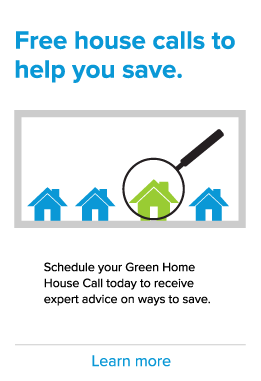 Free house calls to
help you save.
Schedule your Green Home
House Call today to receive
expert advice on ways to save.
Learn more